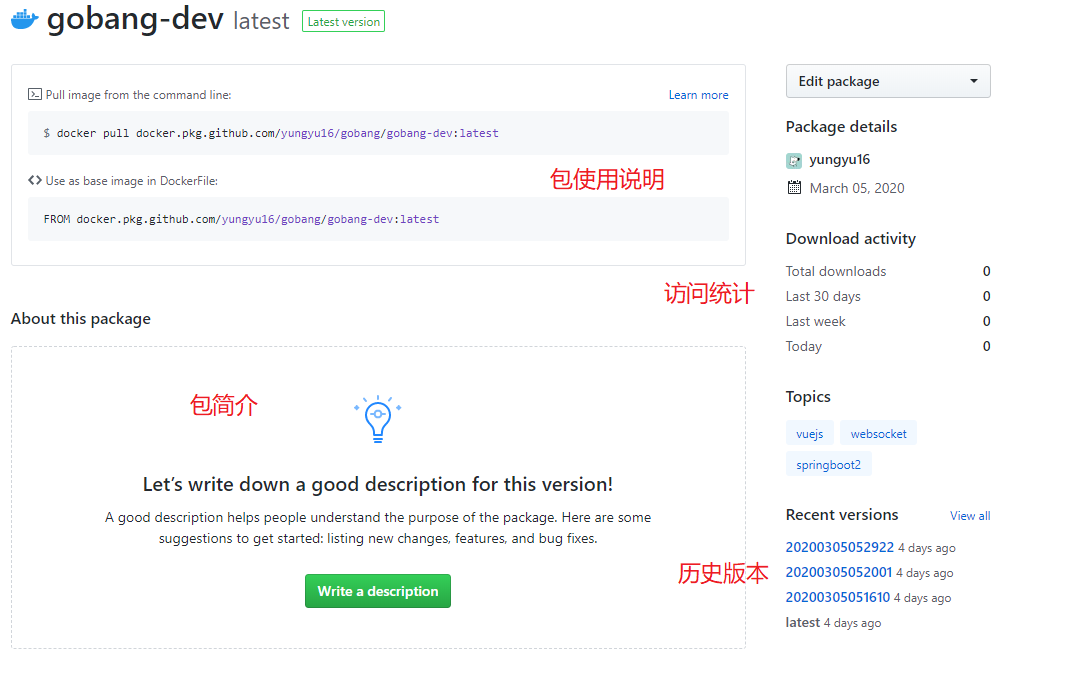 gobang-dev latest Latest version
Pull image from the command line: Learn more
$ docker pull docker.pkg.github.com/yungyu16/gobang/gobang-dev:latest
Use as base image in DockerFile:
包使用说明
FROM docker.pkg.github.com/yungyu16/gobang/gobang-dev:latest
访问统计
About this package
包简介
Let's write down a good description for this version!
A good description helps people understand the purpose of the package. Here are some
suggestions to get started: listing new changes, features, and bug fixes.
Write a description
历史版本
Edit package
Package details
yungyu16
March 05, 2020
Download activity
Total downloads 0
Last 30 days 0
Last week 0
Today 0
Topics
vuejs websocket
springboot2
Recent versions View all
20200305052922 4 days ago
20200305052001 4 days ago
20200305051610 4 days ago
latest 4 days ago